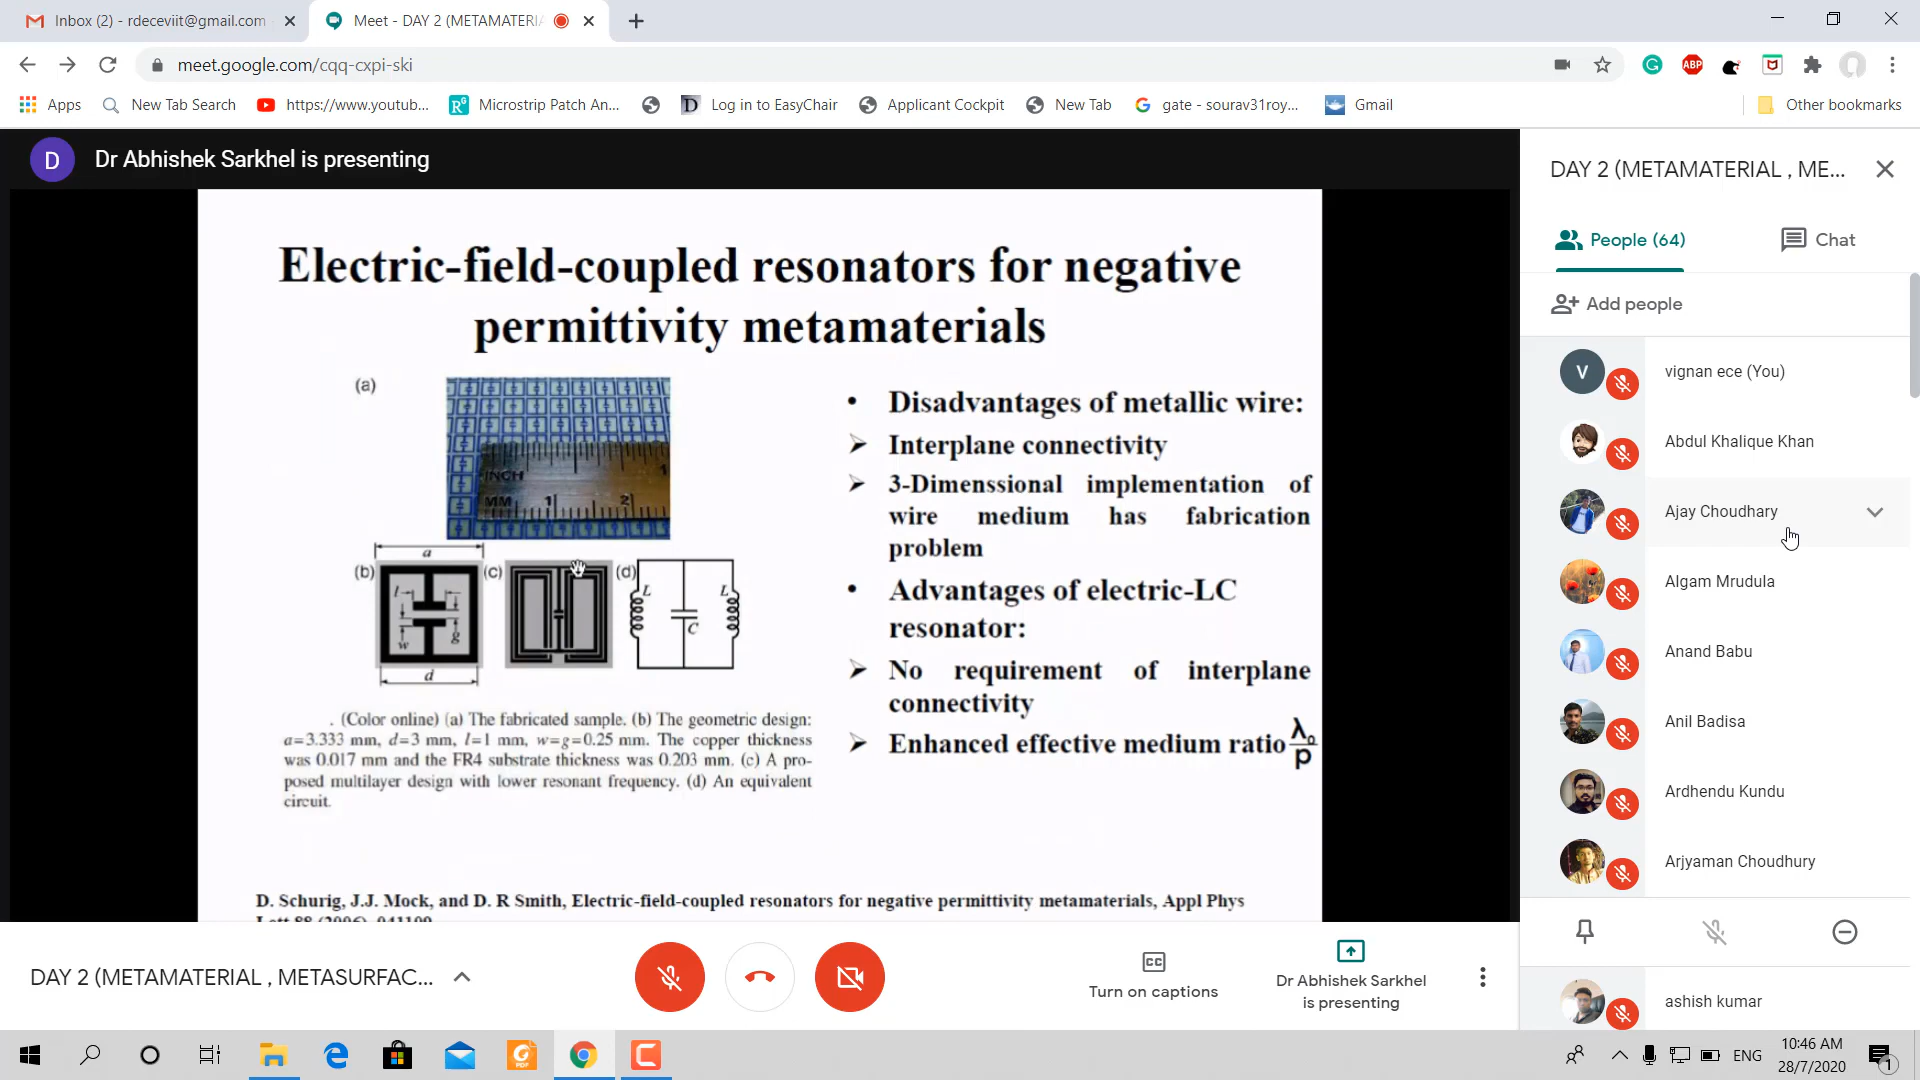 Inbox (2) - rdeceviit@gmail.com
Meet - DAY 2 (METAMATERI
meet.google.com/cqq-cxpi-ski
Apps
New Tab Search
https://www.youtub...
Microstrip Patch An...
Log in to EasyChair
Applicant Cockpit
New Tab
gate - sourav31roy...
Gmail
Other bookmarks
D
Dr Abhishek Sarkhel is presenting
Electric-field-coupled resonators for negative
permittivity metamaterials
(a)
INCH
MM 1 2
a
(b)
l
w
g
d
(c)
(d)
L
C
L
. (Color online) (a) The fabricated sample. (b) The geometric design:
a=3.333 mm, d=3 mm, l=1 mm, w=g=0.25 mm. The copper thickness
was 0.017 mm and the FR4 substrate thickness was 0.203 mm. (c) A pro-
posed multilayer design with lower resonant frequency. (d) An equivalent
circuit.
• Disadvantages of metallic wire:
➢ Interplane connectivity
➢ 3-Dimenssional implementation of
wire medium has fabrication
problem
• Advantages of electric-LC
resonator:
➢ No requirement of interplane
connectivity
➢ Enhanced effective medium ratio λ₀/p
D. Schurig, J.J. Mock, and D. R Smith, Electric-field-coupled resonators for negative permittivity metamaterials, Appl Phys
Lett 88 (2006), 041109
DAY 2 (METAMATERIAL , ME...
People (64)
Chat
Add people
V
vignan ece (You)
Abdul Khalique Khan
Ajay Choudhary
Algam Mrudula
Anand Babu
Anil Badisa
Ardhendu Kundu
Arjyaman Choudhury
ashish kumar
DAY 2 (METAMATERIAL , METASURFAC...
CC
Turn on captions
Dr Abhishek Sarkhel
is presenting
ENG
10:46 AM
28/7/2020
1